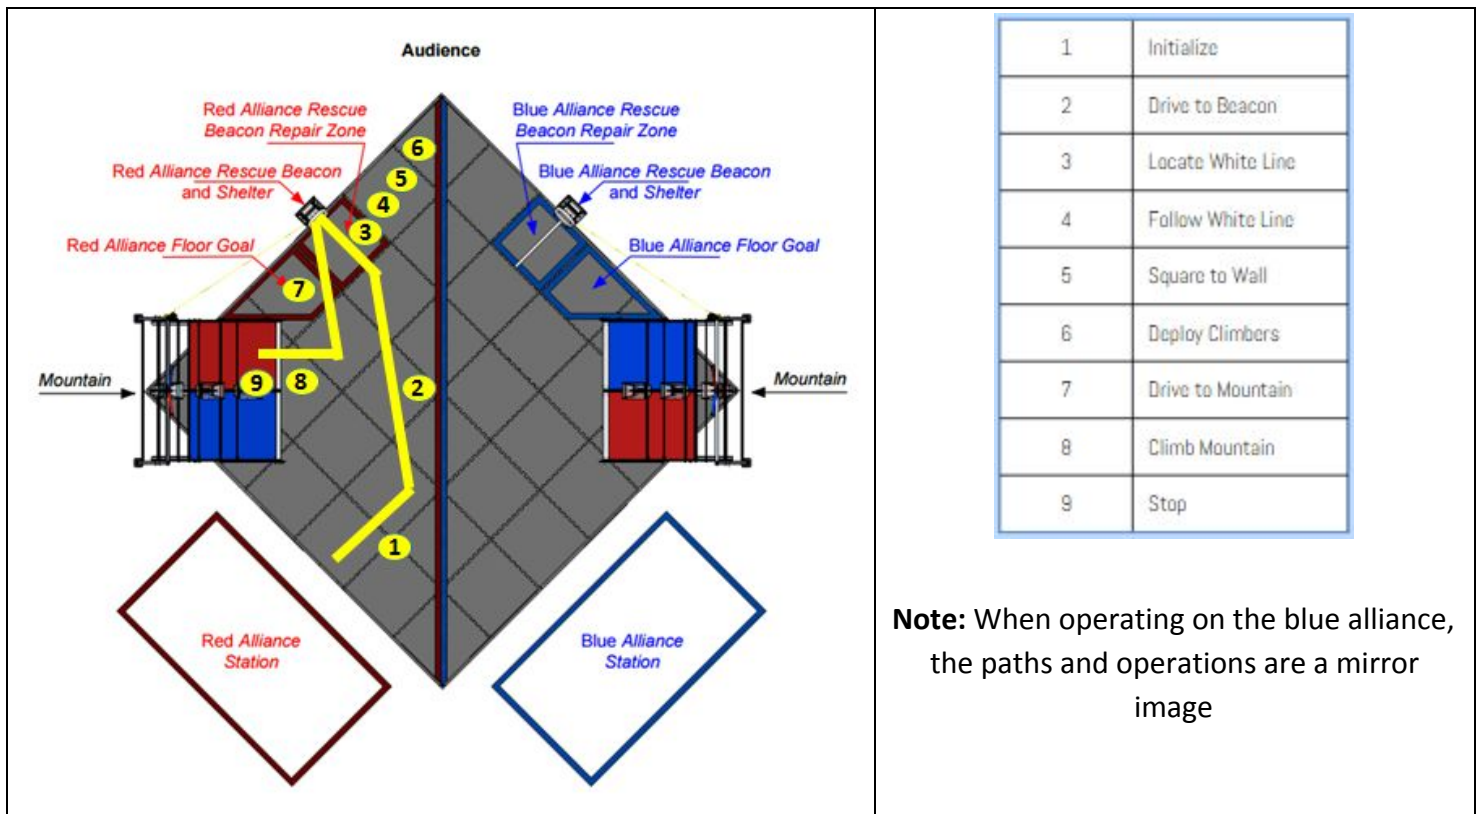 Audience
Red Alliance Rescue
Beacon Repair Zone
Blue Alliance Rescue
Beacon Repair Zone
Red Alliance Rescue Beacon
and Shelter
Blue Alliance Rescue Beacon
and Shelter
Red Alliance Floor Goal
Blue Alliance Floor Goal
6
5
4
3
7
Mountain
9
8
2
Mountain
1
Red Alliance
Station
Blue Alliance
Station
1 Initialize
2 Drive to Beacon
3 Locate White Line
4 Follow White Line
5 Square to Wall
6 Deploy Climbers
7 Drive to Mountain
8 Climb Mountain
9 Stop
Note: When operating on the blue alliance,
the paths and operations are a mirror
image